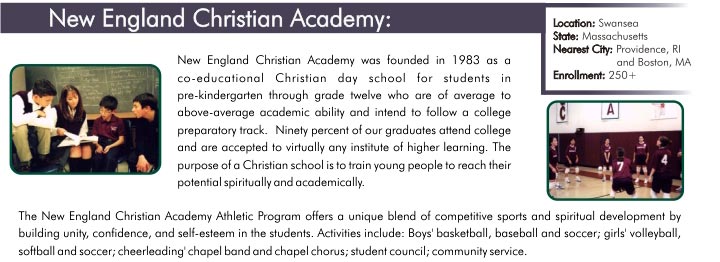 New England Christian Academy:
Location: Swansea
State: Massachusetts
Nearest City: Providence, RI
and Boston, MA
Enrollment: 250+
New England Christian Academy was founded in 1983 as a
co-educational Christian day school for students in
pre-kindergarten through grade twelve who are of average to
above-average academic ability and intend to follow a college
preparatory track. Ninety percent of our graduates attend college
and are accepted to virtually any institute of higher learning. The
purpose of a Christian school is to train young people to reach their
potential spiritually and academically.
C
A
7
4
The New England Christian Academy Athletic Program offers a unique blend of competitive sports and spiritual development by
building unity, confidence, and self-esteem in the students. Activities include: Boys' basketball, baseball and soccer; girls' volleyball,
softball and soccer; cheerleading' chapel band and chapel chorus; student council; community service.